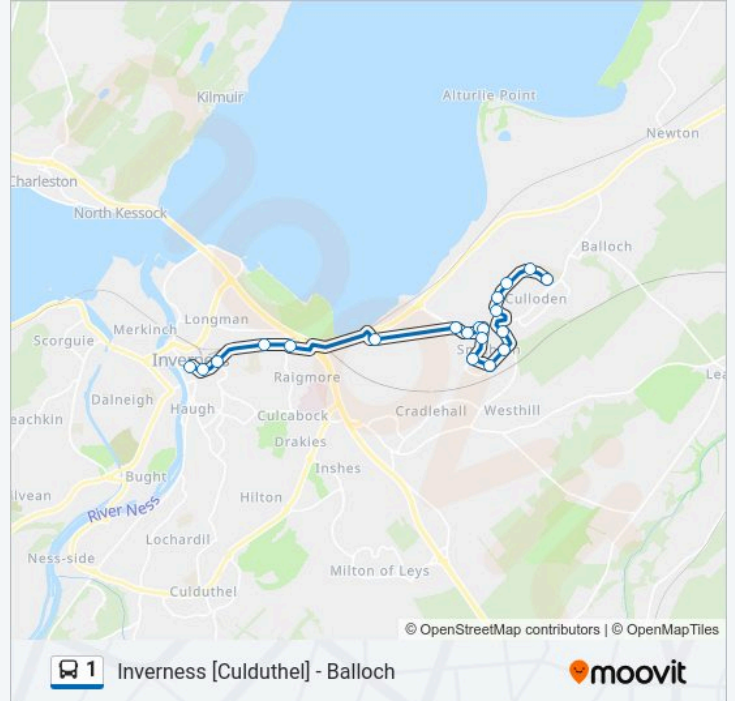 Kilmuir
Alturlie Point
Newton
Charleston
North Kessock
Balloch
Culloden
Longman
Merkinch
Scorguie
Inverness
Raigmore
Dalneigh
Haugh
Culcabock
Cradlehall
Westhill
Drakies
Inshes
Bught
Hilton
River Ness
Lochardil
Ness-side
Milton of Leys
Culduthel
© OpenStreetMap contributors | © OpenMapTiles
1 Inverness [Culduthel] - Balloch
moovit